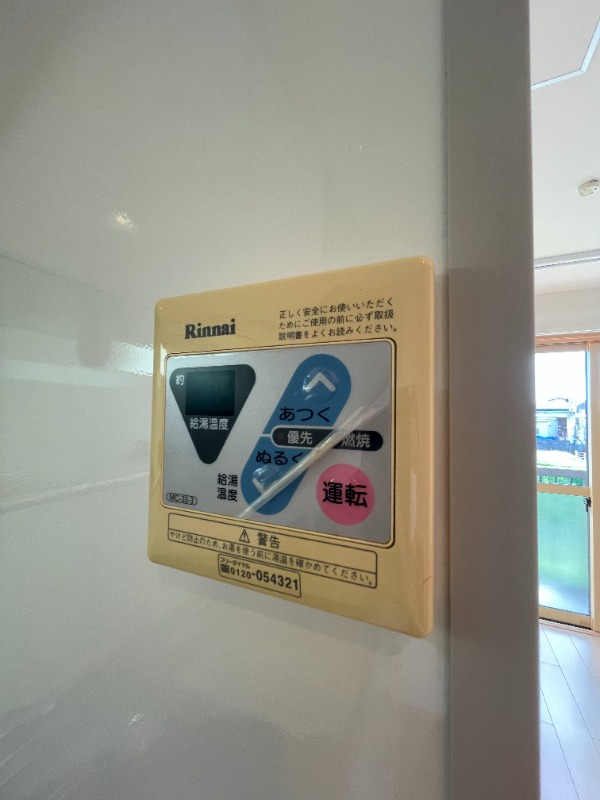 Rinnai
正しく安全にお使いいただく
ためにご使用の前に必ず取扱
説明書をよくお読みください。
約
給湯温度
あつく
優先
燃焼
ぬるく
給湯
温度
運転
MC-33-3
警告
やけど防止のため、お湯を使う前に湯温を確かめてください。
フリーダイヤル
0120-054321